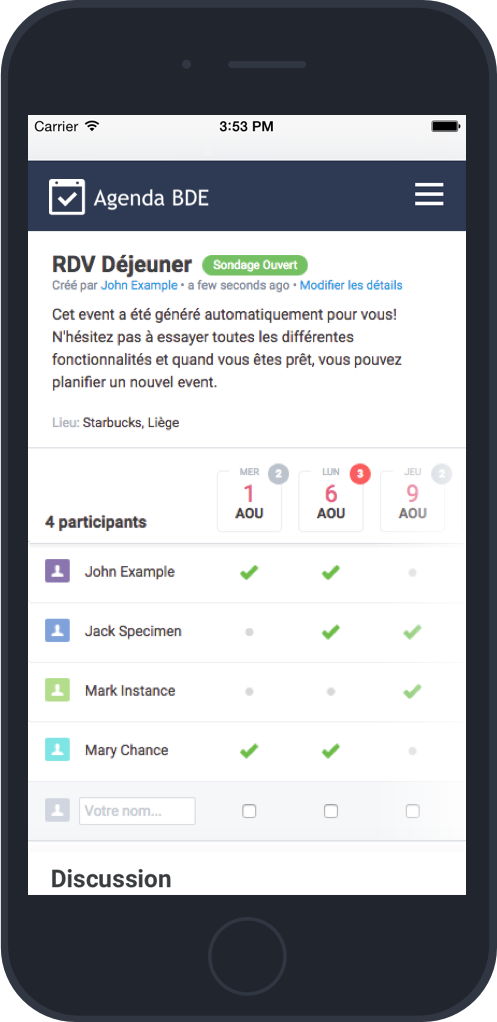 Carrier 3:53 PM
Agenda BDE
RDV Déjeuner Sondage Ouvert
Créé par John Example • a few seconds ago • Modifier les détails
Cet event a été généré automatiquement pour vous!
N'hésitez pas à essayer toutes les différentes
fonctionnalités et quand vous êtes prêt, vous pouvez
planifier un nouvel event.
Lieu: Starbucks, Liège
MER 2 LUN 3 JEU 2
1 6 9
4 participants AOU AOU AOU
John Example
Jack Specimen
Mark Instance
Mary Chance
Votre nom...
Discussion